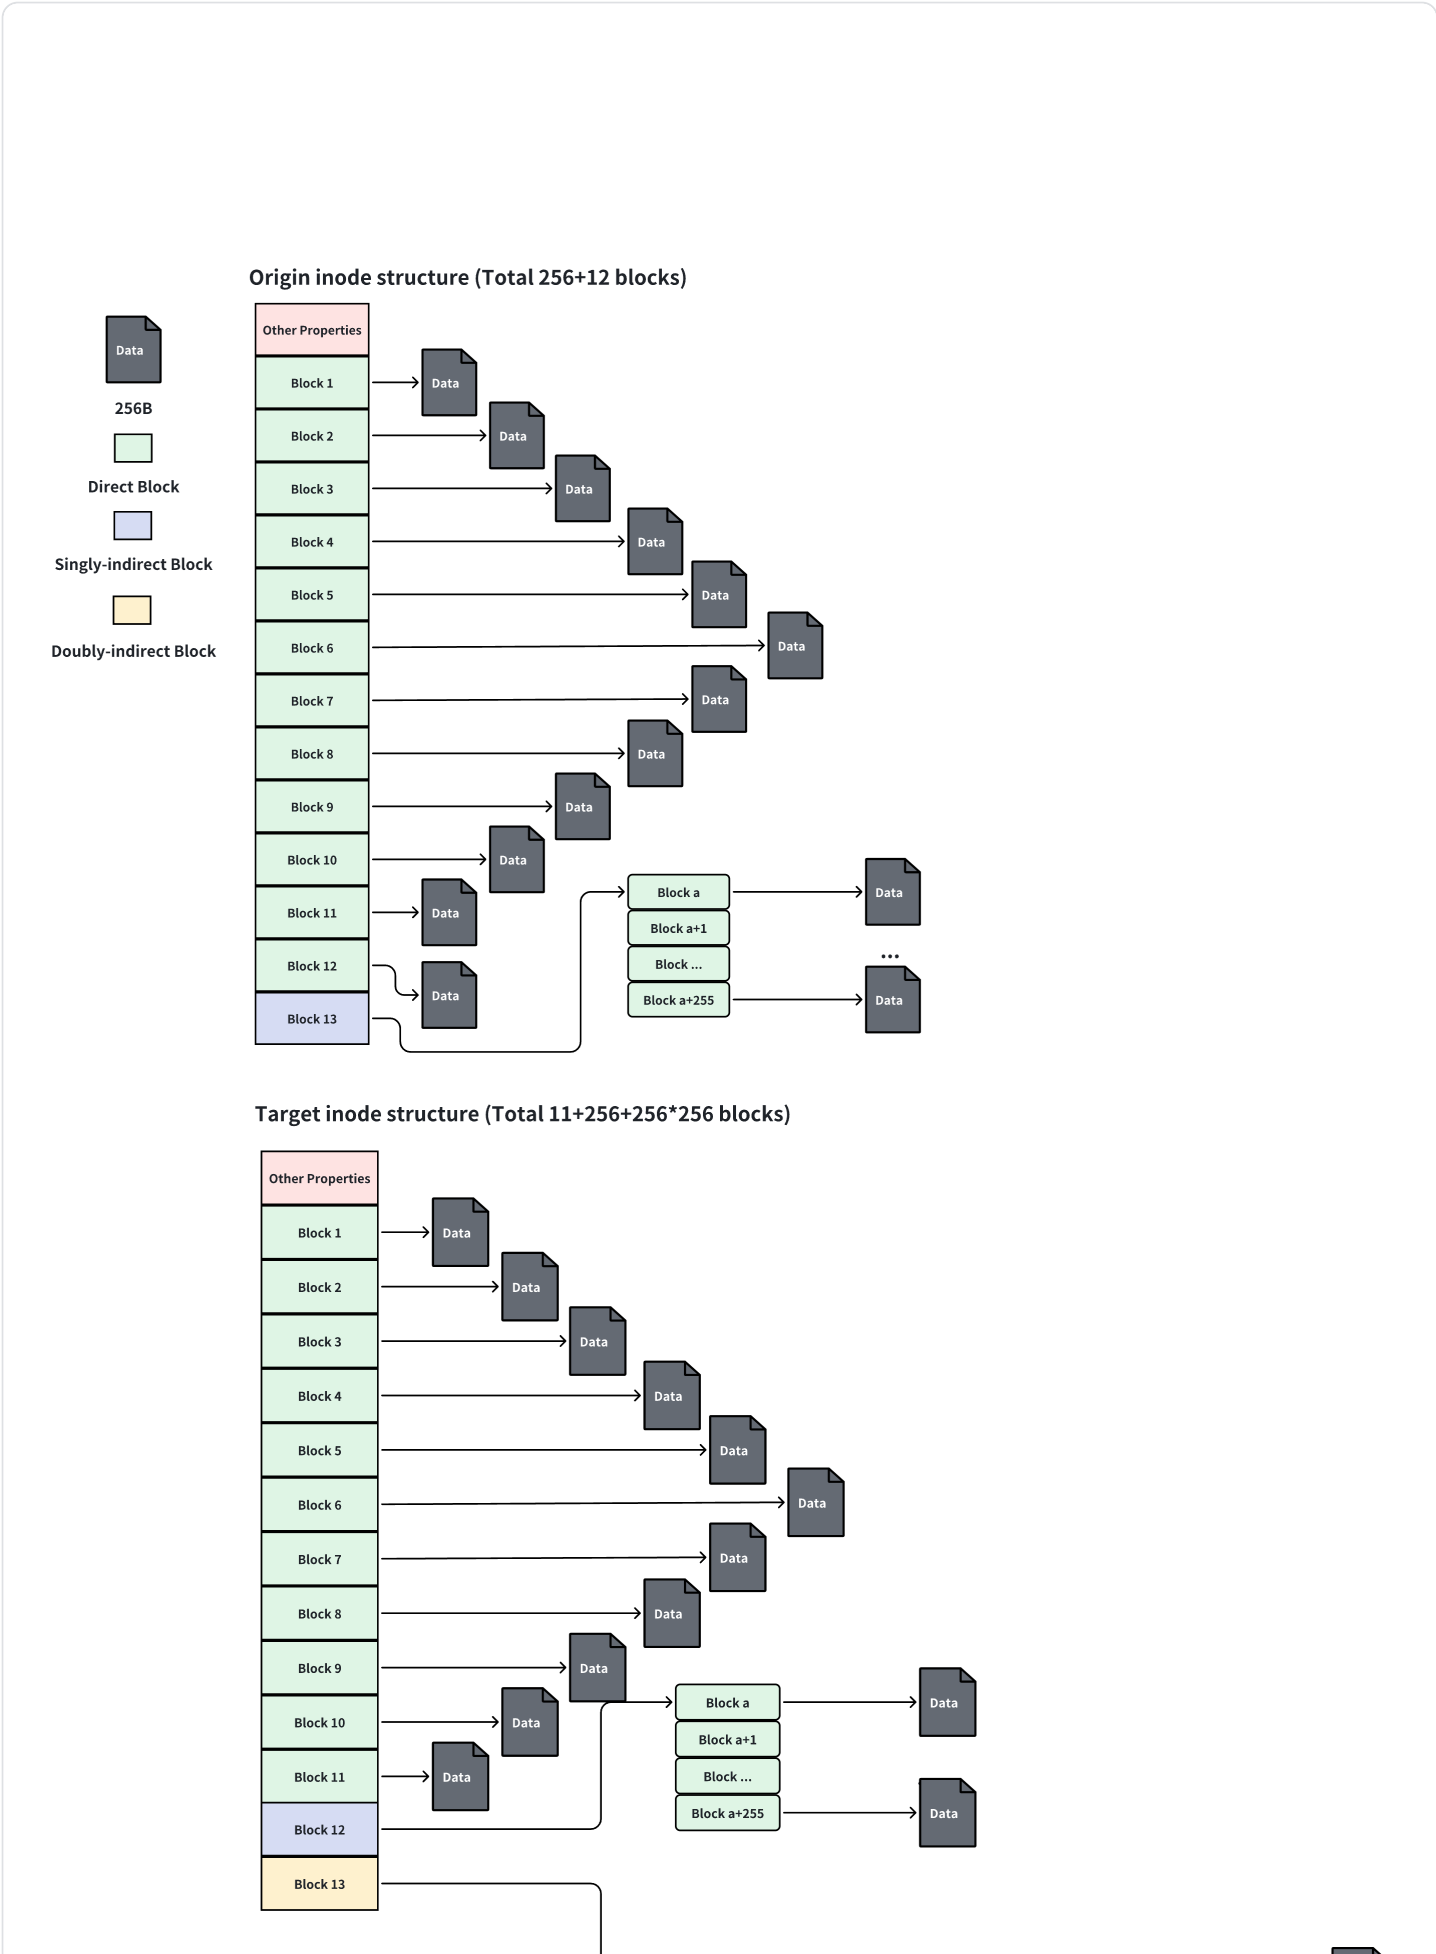 Origin inode structure (Total 256+12 blocks)
Data
256B
Direct Block
Singly-indirect Block
Doubly-indirect Block
Other Properties
Block 1
Data
Block 2
Data
Block 3
Data
Block 4
Data
Block 5
Data
Block 6
Data
Block 7
Data
Block 8
Data
Block 9
Data
Block 10
Data
Block 11
Data
Block 12
Data
Block 13
Block a
Data
Block a+1
...
Block ...
Block a+255
Data
Target inode structure (Total 11+256+256*256 blocks)
Other Properties
Block 1
Data
Block 2
Data
Block 3
Data
Block 4
Data
Block 5
Data
Block 6
Data
Block 7
Data
Block 8
Data
Block 9
Data
Block 10
Data
Block 11
Data
Block 12
Block 13
Block a
Data
Block a+1
Block ...
Block a+255
Data